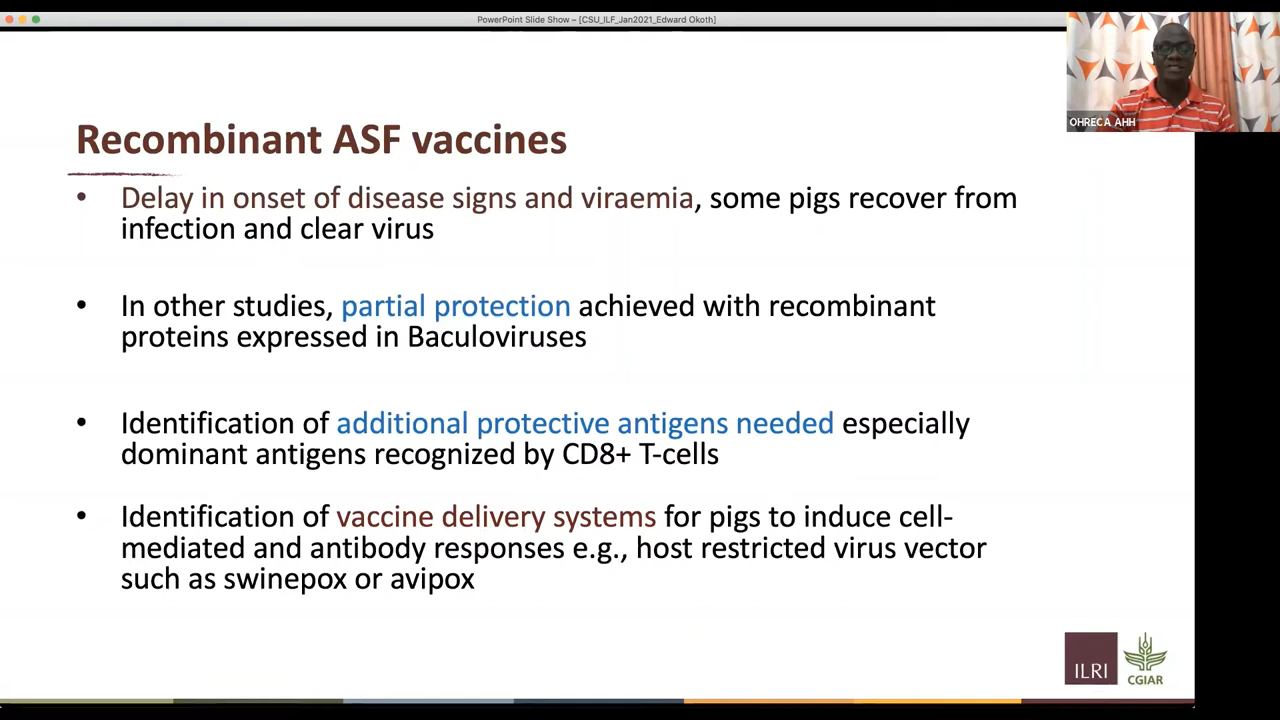 PowerPoint Slide Show – [CSU_ILF_Jan2021_Edward Okoth]
OHRECA AHH
Recombinant ASF vaccines
• Delay in onset of disease signs and viraemia, some pigs recover from
infection and clear virus
• In other studies, partial protection achieved with recombinant
proteins expressed in Baculoviruses
• Identification of additional protective antigens needed especially
dominant antigens recognized by CD8+ T-cells
• Identification of vaccine delivery systems for pigs to induce cell-
mediated and antibody responses e.g., host restricted virus vector
such as swinepox or avipox
ILRI
CGIAR